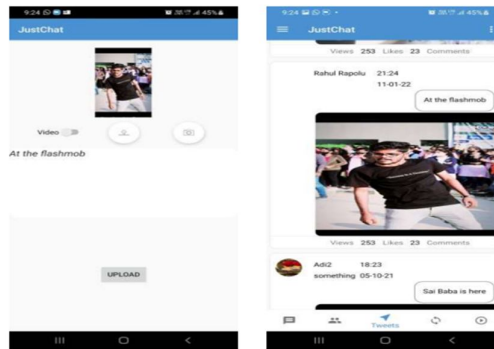 9:24
45%
JustChat
Video
At the flashmob
UPLOAD
9:24
45%
JustChat
Views 253 Likes 23 Comments
Rahul Rapolu 21:24
11-01-22
At the flashmob
Views 253 Likes 23 Comments
Adi2 18:23
something 05-10-21
Sai Baba is here
Tweets